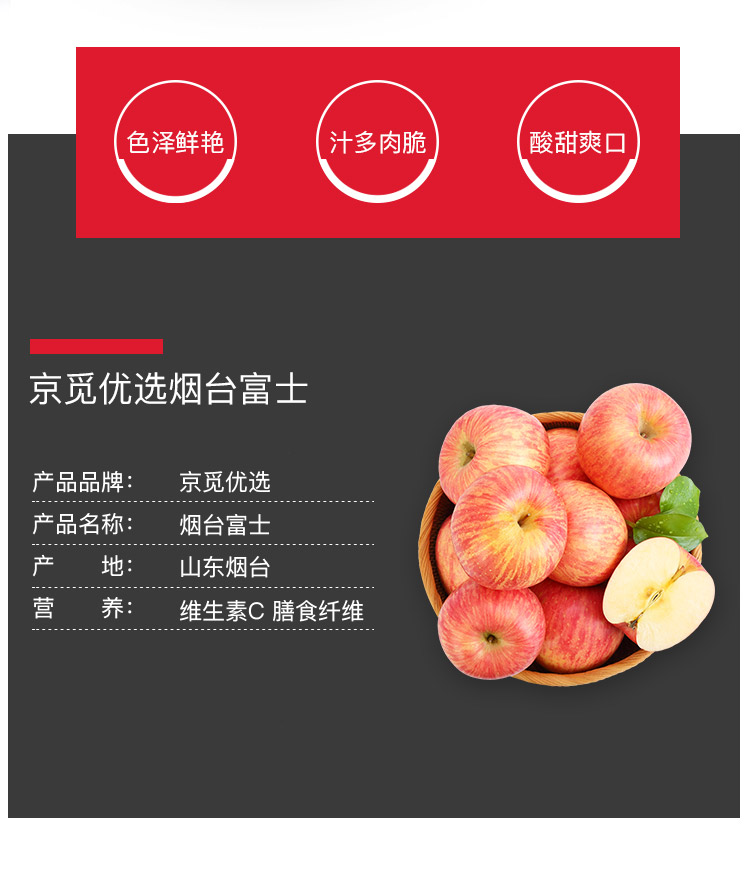 色泽鲜艳 汁多肉脆 酸甜爽口
京觅优选烟台富士
产品品牌： 京觅优选
产品名称： 烟台富士
产 地： 山东烟台
营 养： 维生素C 膳食纤维